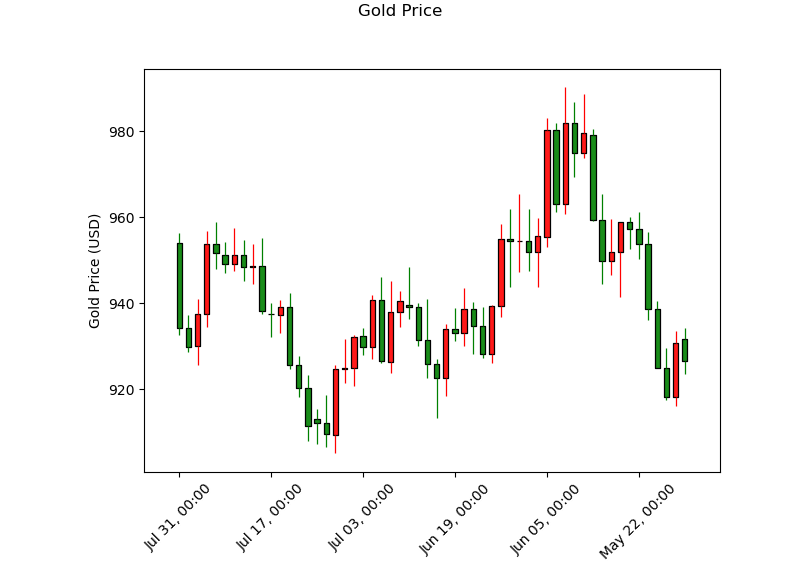 Gold Price
Gold Price (USD)
980
960
940
920
Jul 31, 00:00
Jul 17, 00:00
Jul 03, 00:00
Jun 19, 00:00
Jun 05, 00:00
May 22, 00:00